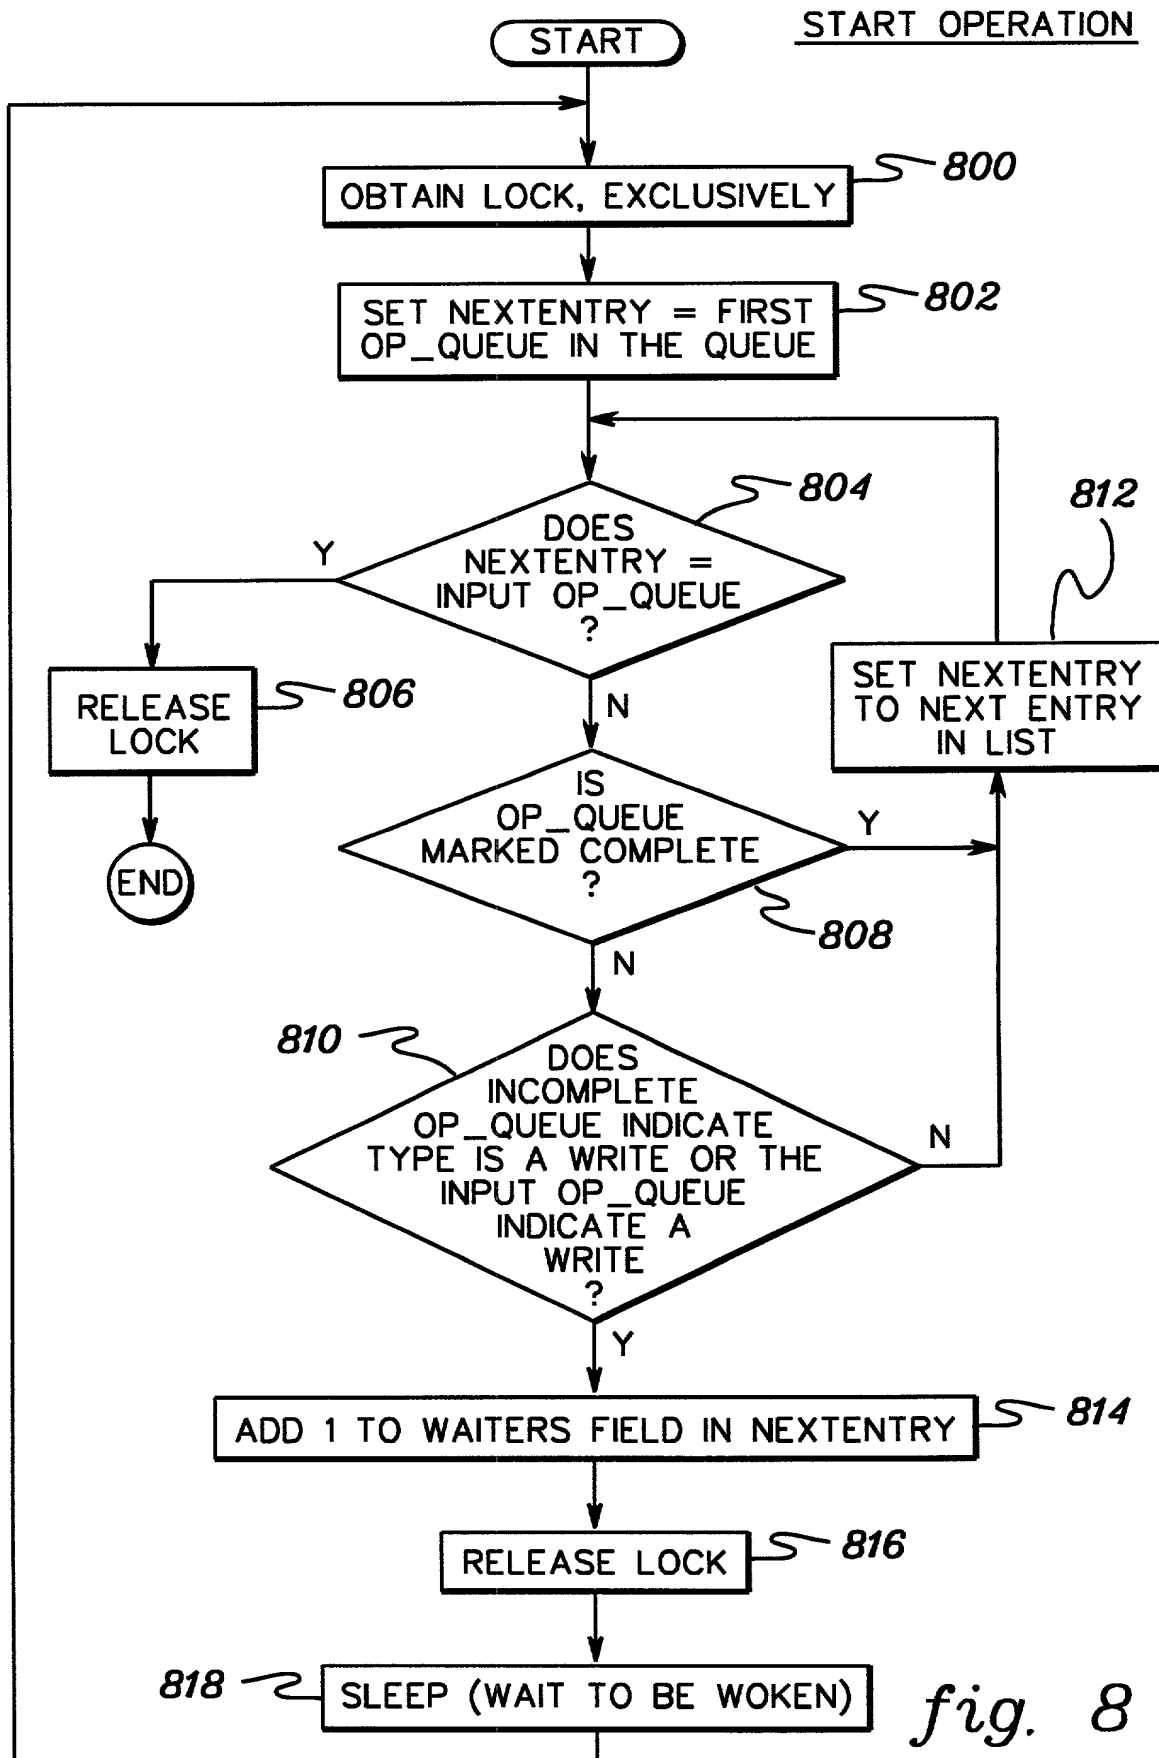 START OPERATION
START
OBTAIN LOCK, EXCLUSIVELY
800
SET NEXTENTRY = FIRST
OP_QUEUE IN THE QUEUE
802
DOES
NEXTENTRY =
INPUT OP_QUEUE
?
804
Y
N
RELEASE
LOCK
806
END
812
SET NEXTENTRY
TO NEXT ENTRY
IN LIST
IS
OP_QUEUE
MARKED COMPLETE
?
Y
808
N
810
DOES
INCOMPLETE
OP_QUEUE INDICATE
TYPE IS A WRITE OR THE
INPUT OP_QUEUE
INDICATE A
WRITE
?
N
Y
ADD 1 TO WAITERS FIELD IN NEXTENTRY
814
RELEASE LOCK
816
818
SLEEP (WAIT TO BE WOKEN)
fig. 8